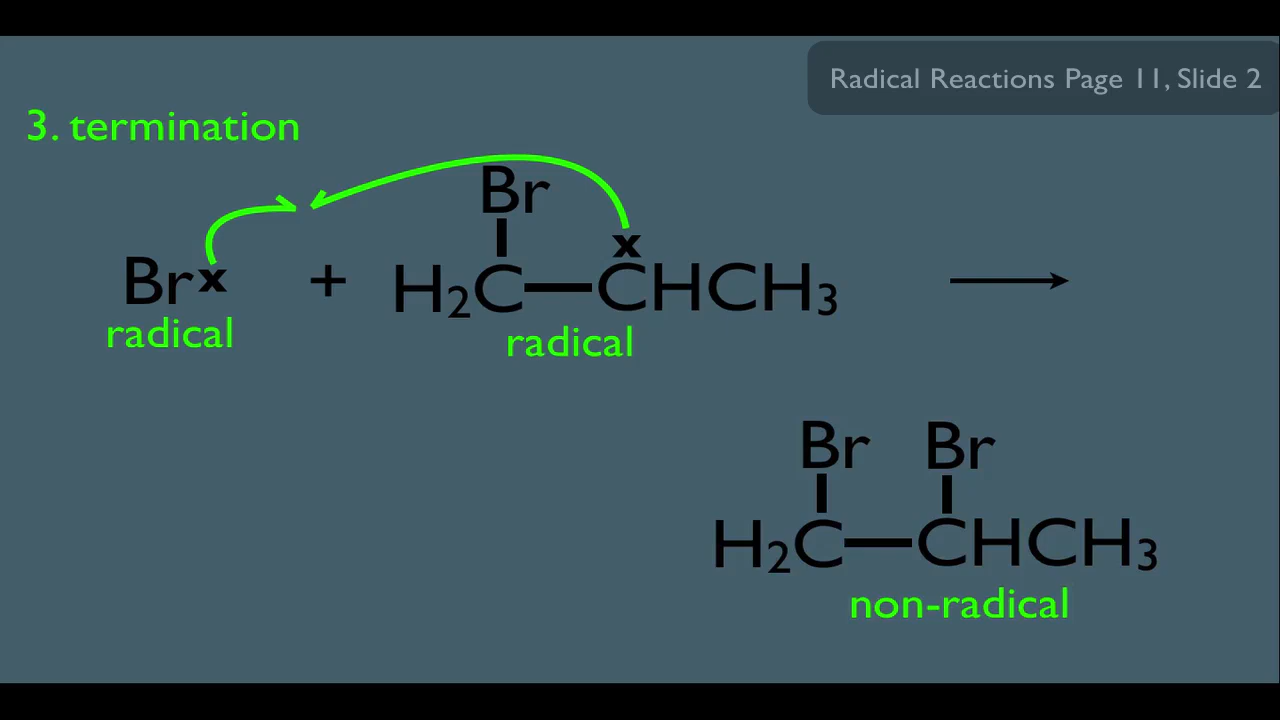 Radical Reactions Page 11, Slide 2
3. termination
Br
Brx + H₂C—CHCH₃
x
radical
radical
Br Br
H₂C—CHCH₃
non-radical